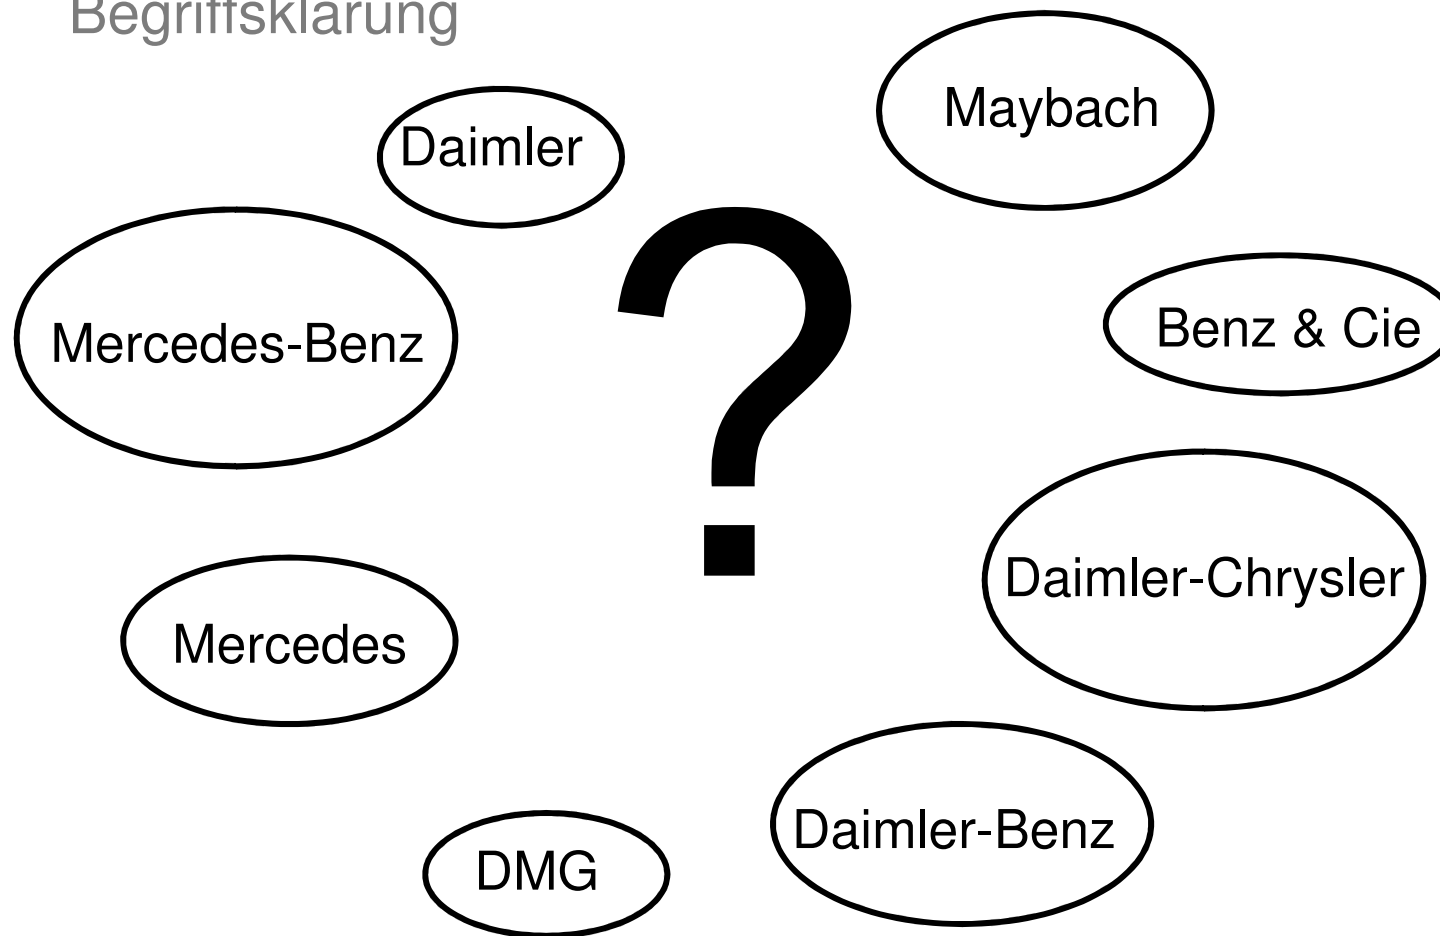 Begriffsklärung
Maybach
Daimler
Mercedes-Benz
?
Benz & Cie
Daimler-Chrysler
Mercedes
Daimler-Benz
DMG